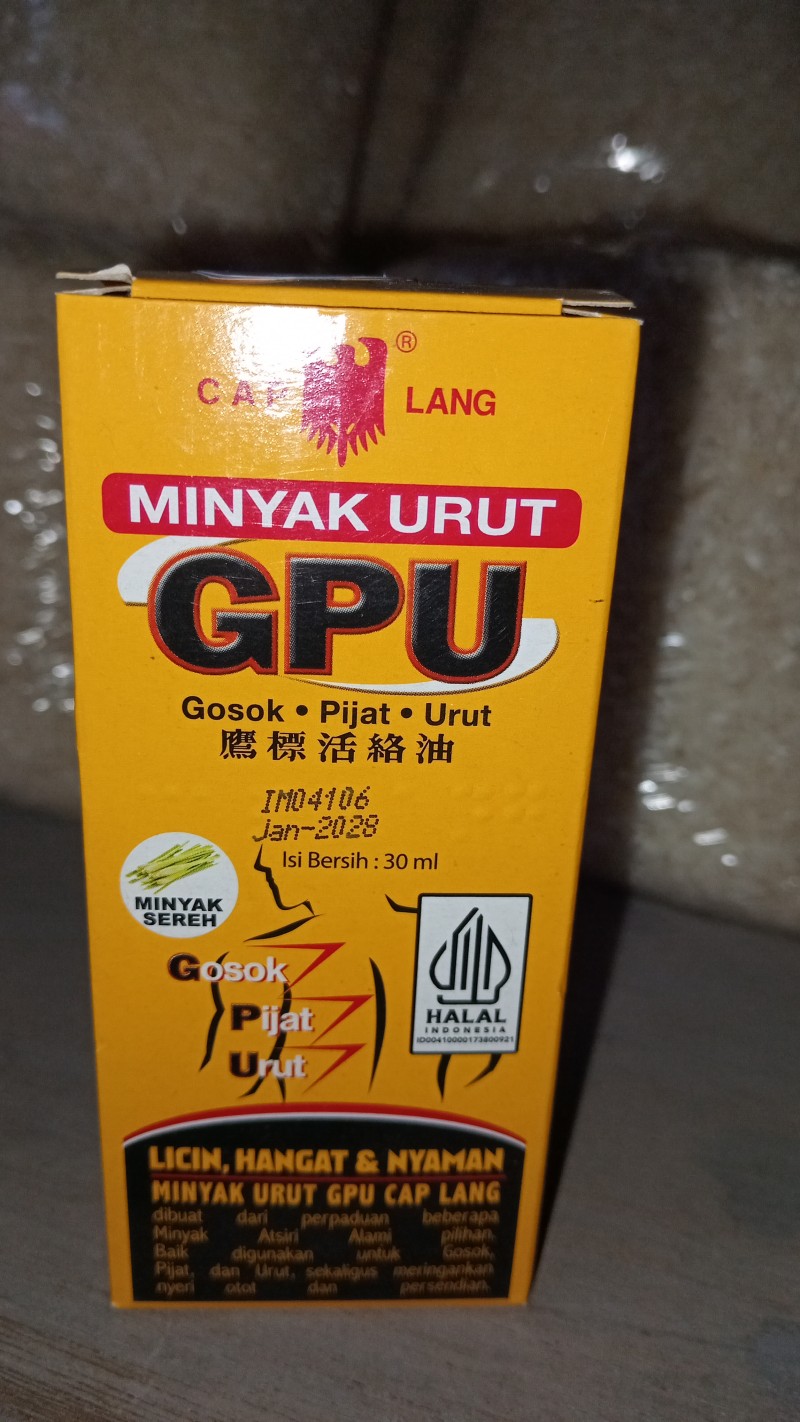 CAP LANG ®
MINYAK URUT
GPU
Gosok • Pijat • Urut
鷹標活絡油
IM04106
Jan-2028
Isi Bersih : 30 ml
MINYAK
SEREH
Gosok
Pijat
Urut
HALAL
INDONESIA
ID00410000173800921
LICIN, HANGAT & NYAMAN
MINYAK URUT GPU CAP LANG
dibuat dari perpaduan beberapa
Minyak Atsiri Alami pilihan.
Baik digunakan untuk Gosok,
Pijat, dan Urut, sekaligus meringankan
nyeri otot dan persendian.